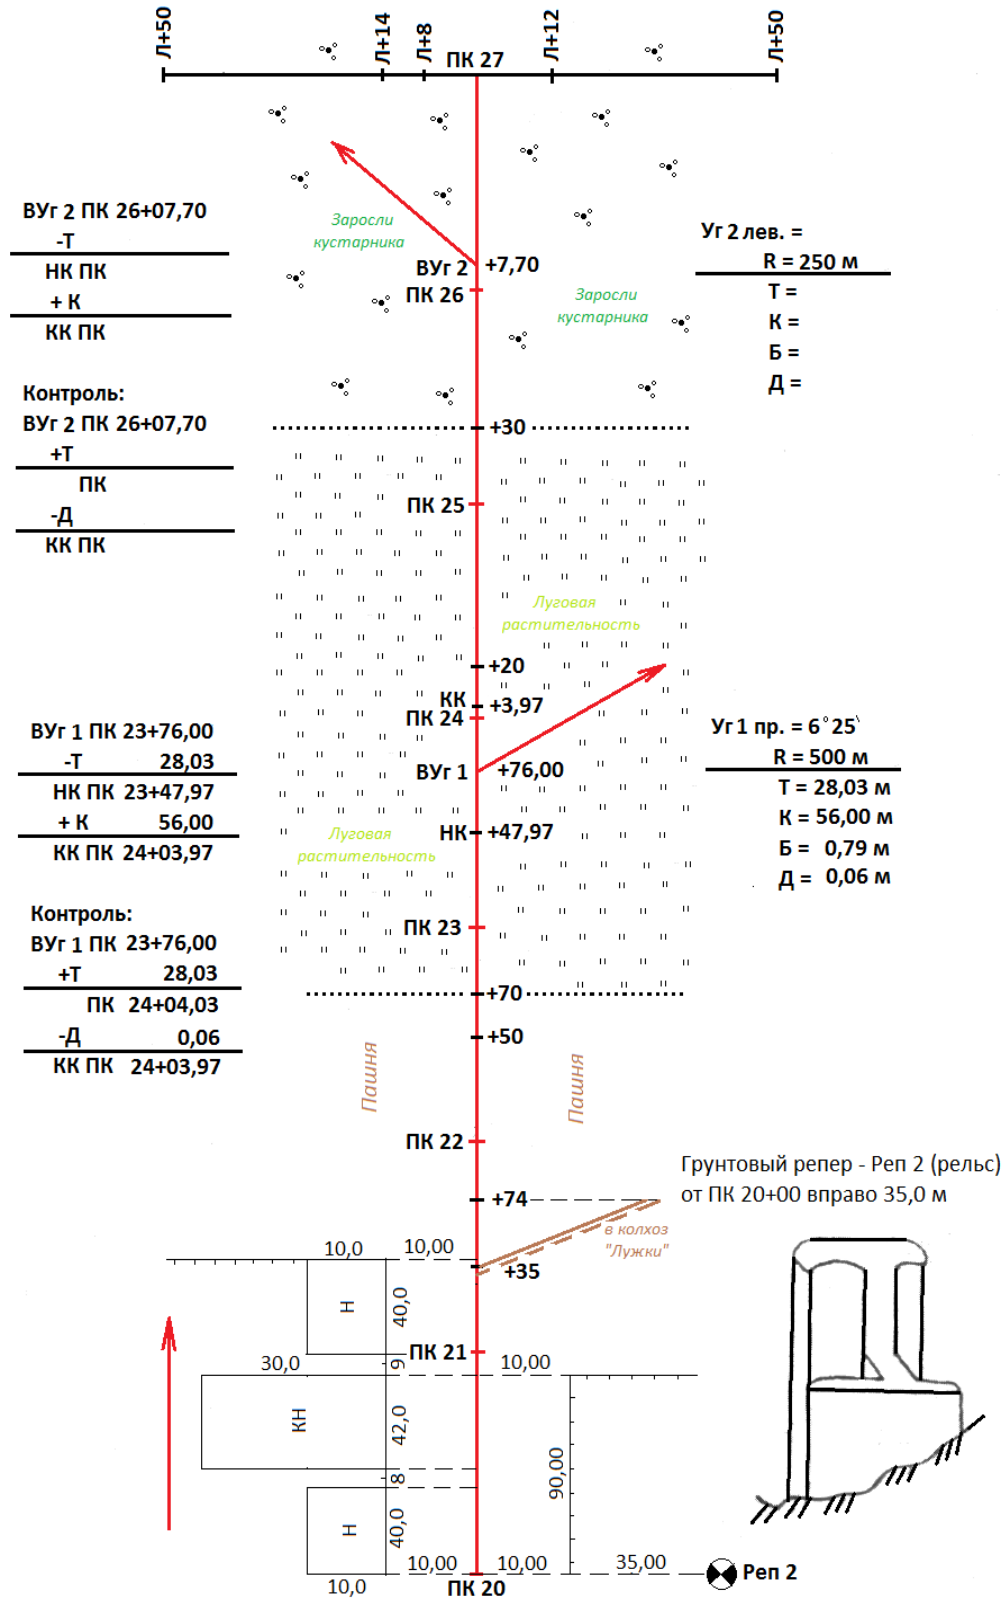 Л+50
Л+14
Л+8
ПК 27
Л+12
Л+50
Заросли
кустарника
ВУг 2 ПК 26+07,70
-Т
НК ПК
+ К
КК ПК
Уг 2 лев. =
R = 250 м
Т =
К =
Б =
Д =
ВУг 2 +7,70
ПК 26
Заросли
кустарника
Контроль:
ВУг 2 ПК 26+07,70
+Т
ПК
-Д
КК ПК
+30
ПК 25
Луговая
растительность
+20
КК +3,97
ПК 24
ВУг 1 +76,00
НК +47,97
Луговая
растительность
ВУг 1 ПК 23+76,00
-Т 28,03
НК ПК 23+47,97
+ К 56,00
КК ПК 24+03,97
Уг 1 пр. = 6°25`
R = 500 м
Т = 28,03 м
К = 56,00 м
Б = 0,79 м
Д = 0,06 м
Контроль:
ВУг 1 ПК 23+76,00
+Т 28,03
ПК 24+04,03
-Д 0,06
КК ПК 24+03,97
ПК 23
+70
+50
Пашня
Пашня
ПК 22
+74
Грунтовый репер - Реп 2 (рельс)
от ПК 20+00 вправо 35,0 м
в колхоз
"Лужки"
10,0
10,00
+35
Н
40,0
ПК 21
9
30,0
10,00
КН
42,0
8
90,00
Н
40,0
10,00
10,00
35,00
10,0
ПК 20
Реп 2